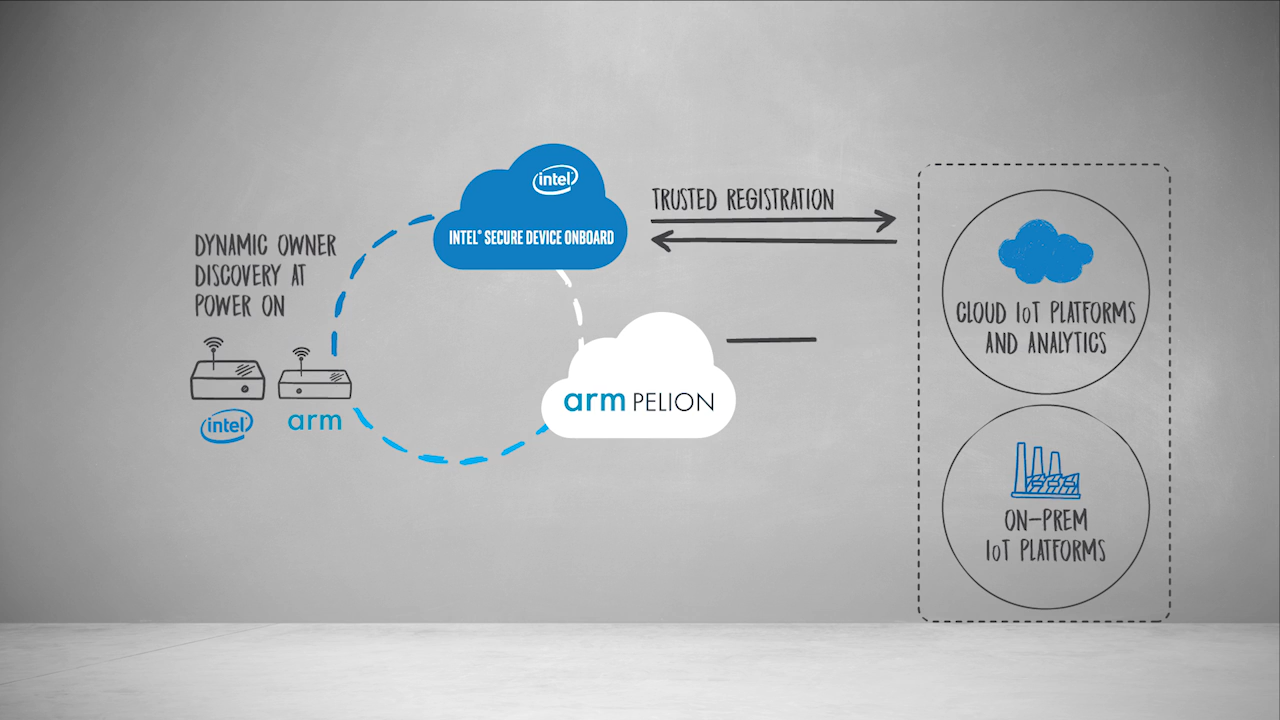 intel®
INTEL® SECURE DEVICE ONBOARD
TRUSTED REGISTRATION
DYNAMIC OWNER
DISCOVERY AT
POWER ON
intel®
arm
arm PELION
CLOUD IoT PLATFORMS
AND ANALYTICS
ON-PREM
IoT PLATFORMS